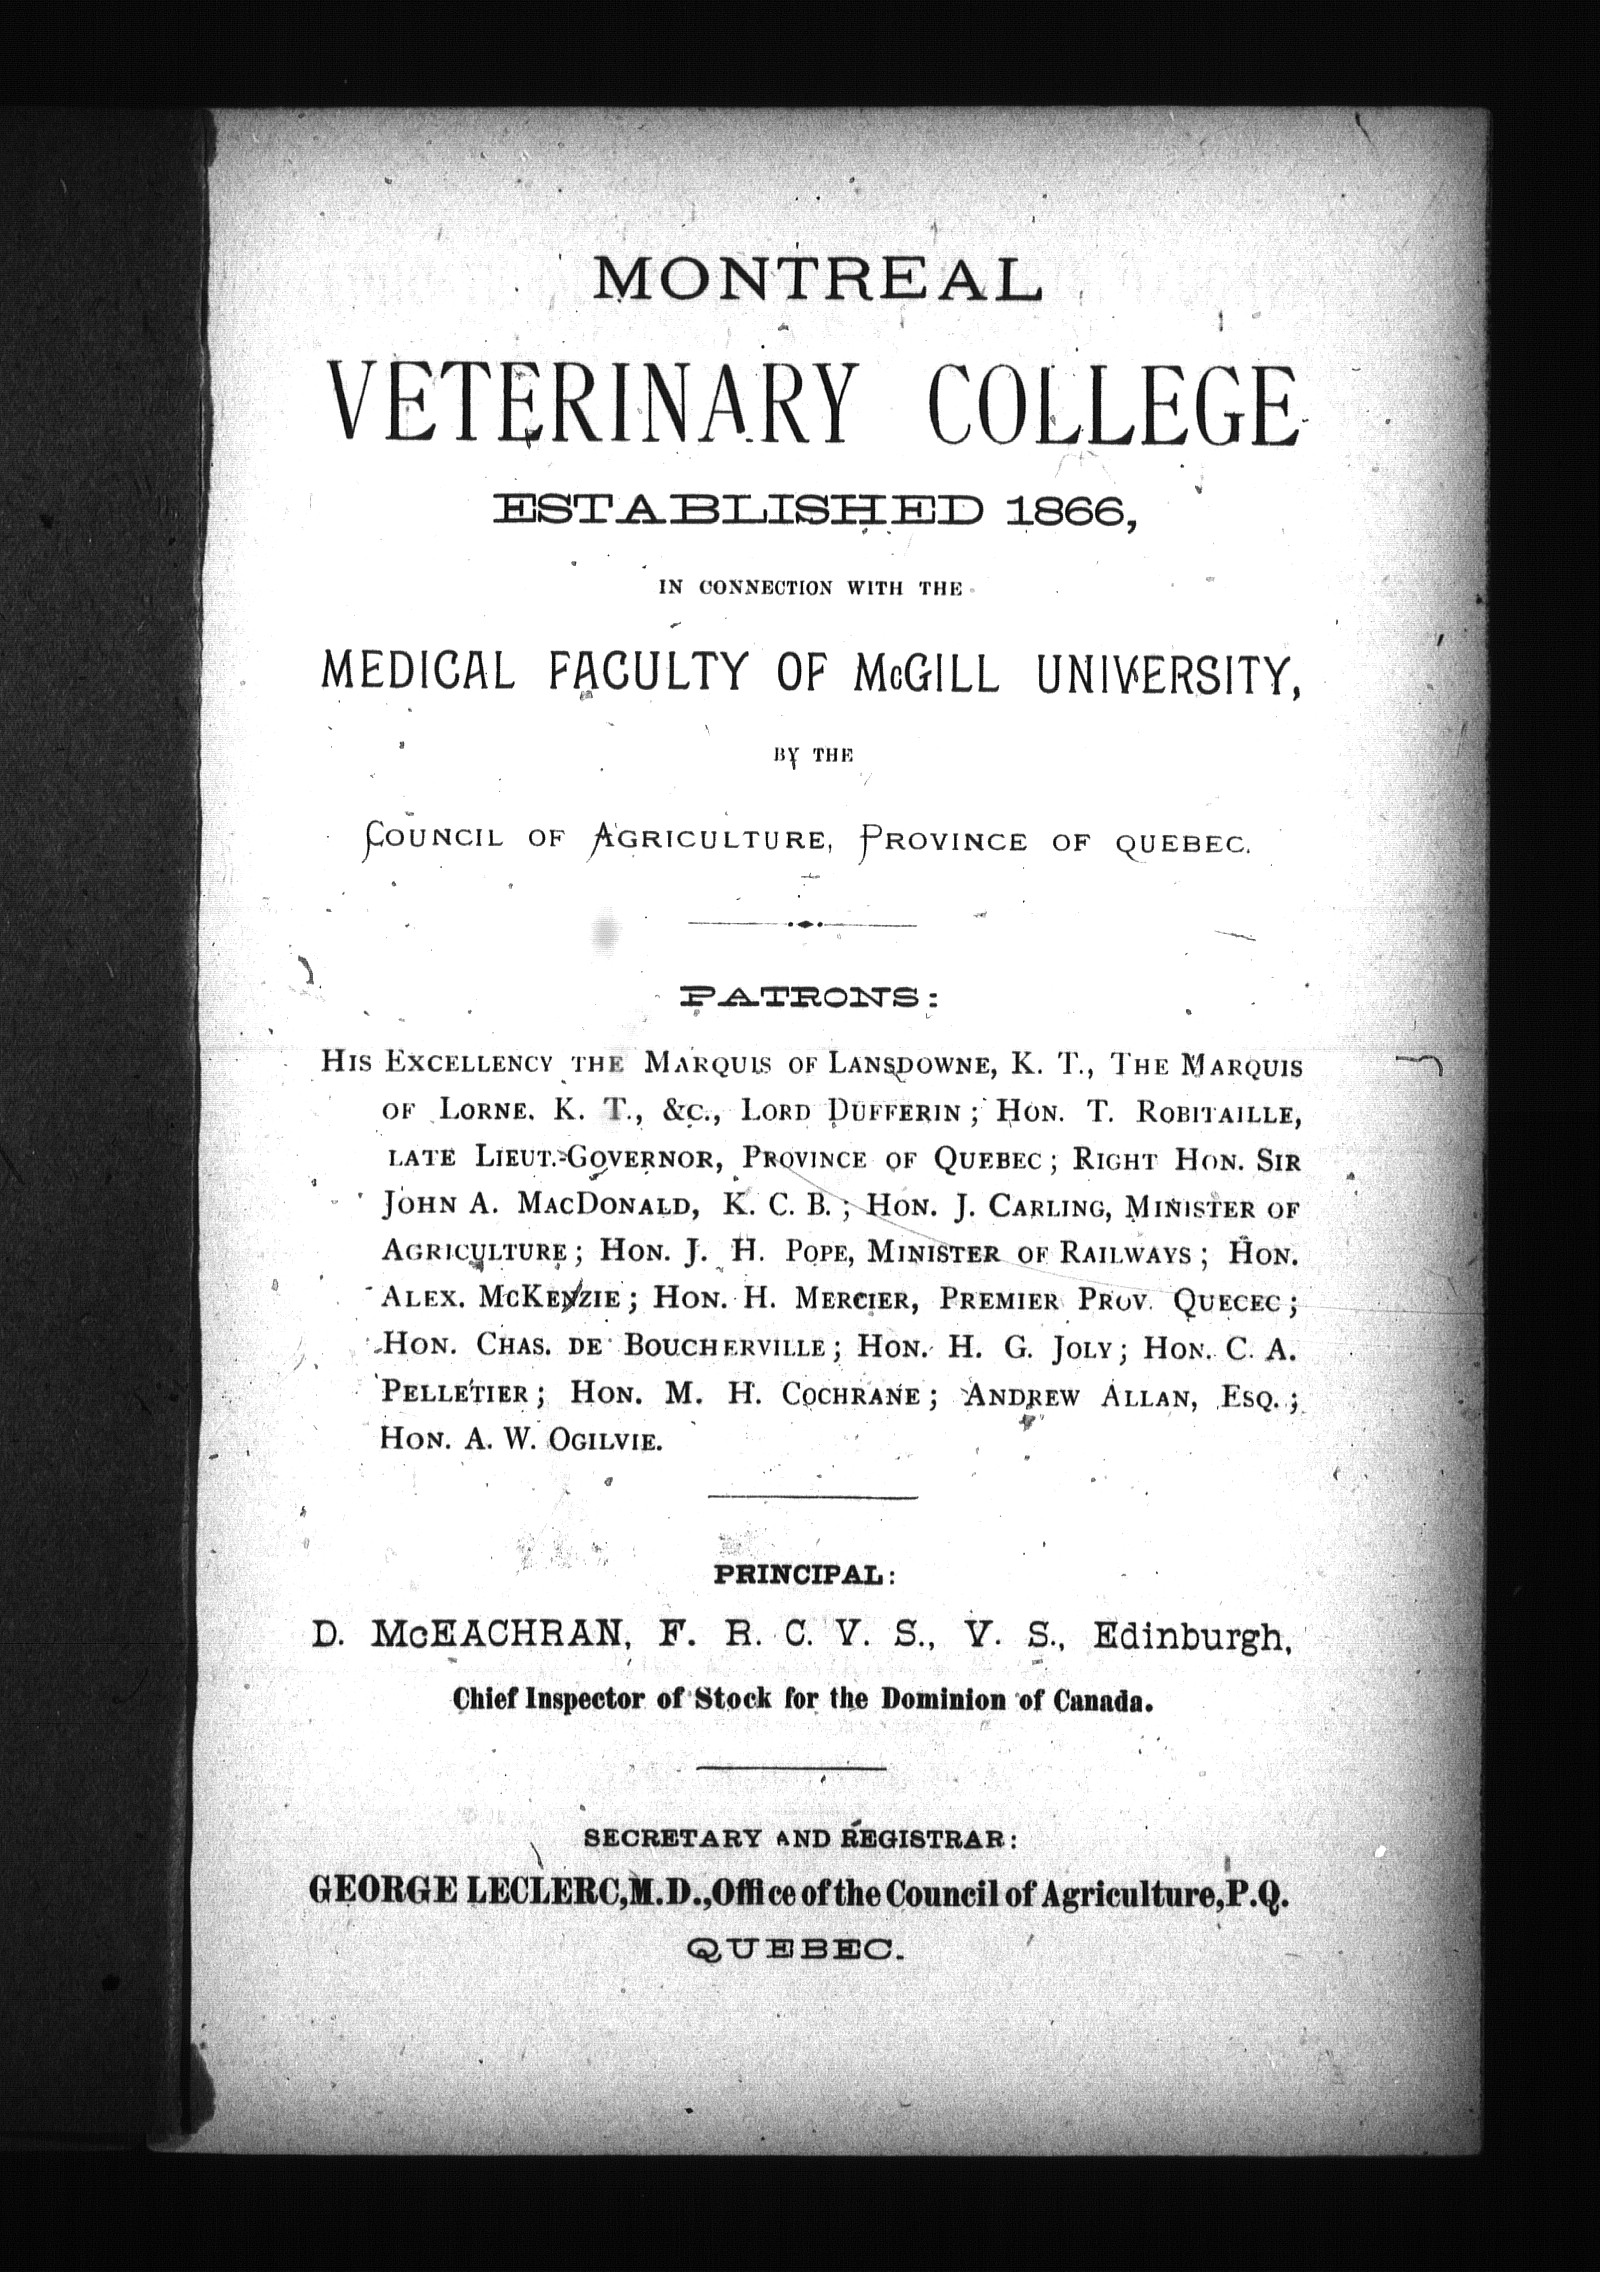 MONTREAL
VETERINARY COLLEGE
ESTABLISHED 1866,
IN CONNECTION WITH THE
MEDICAL FACULTY OF McGILL UNIVERSITY,
BY THE
COUNCIL OF AGRICULTURE, PROVINCE OF QUEBEC.
PATRONS:
HIS EXCELLENCY THE MARQUIS OF LANSDOWNE, K. T., THE MARQUIS
OF LORNE. K. T., &C., LORD DUFFERIN; HON. T. ROBITAILLE,
LATE LIEUT.-GOVERNOR, PROVINCE OF QUEBEC; RIGHT HON. SIR
JOHN A. MACDONALD, K. C. B.; HON. J. CARLING, MINISTER OF
AGRICULTURE; HON. J. H. POPE, MINISTER OF RAILWAYS; HON.
ALEX. MCKENZIE; HON. H. MERCIER, PREMIER PROV. QUECEC;
HON. CHAS. DE BOUCHERVILLE; HON. H. G. JOLY; HON. C. A.
PELLETIER; HON. M. H. COCHRANE; ANDREW ALLAN, ESQ.;
HON. A. W. OGILVIE.
PRINCIPAL:
D. McEACHRAN, F. R. C. V. S., V. S., Edinburgh,
Chief Inspector of Stock for the Dominion of Canada.
SECRETARY AND REGISTRAR:
GEORGE LECLERC, M.D., Office of the Council of Agriculture, P.Q.
QUEBEC.